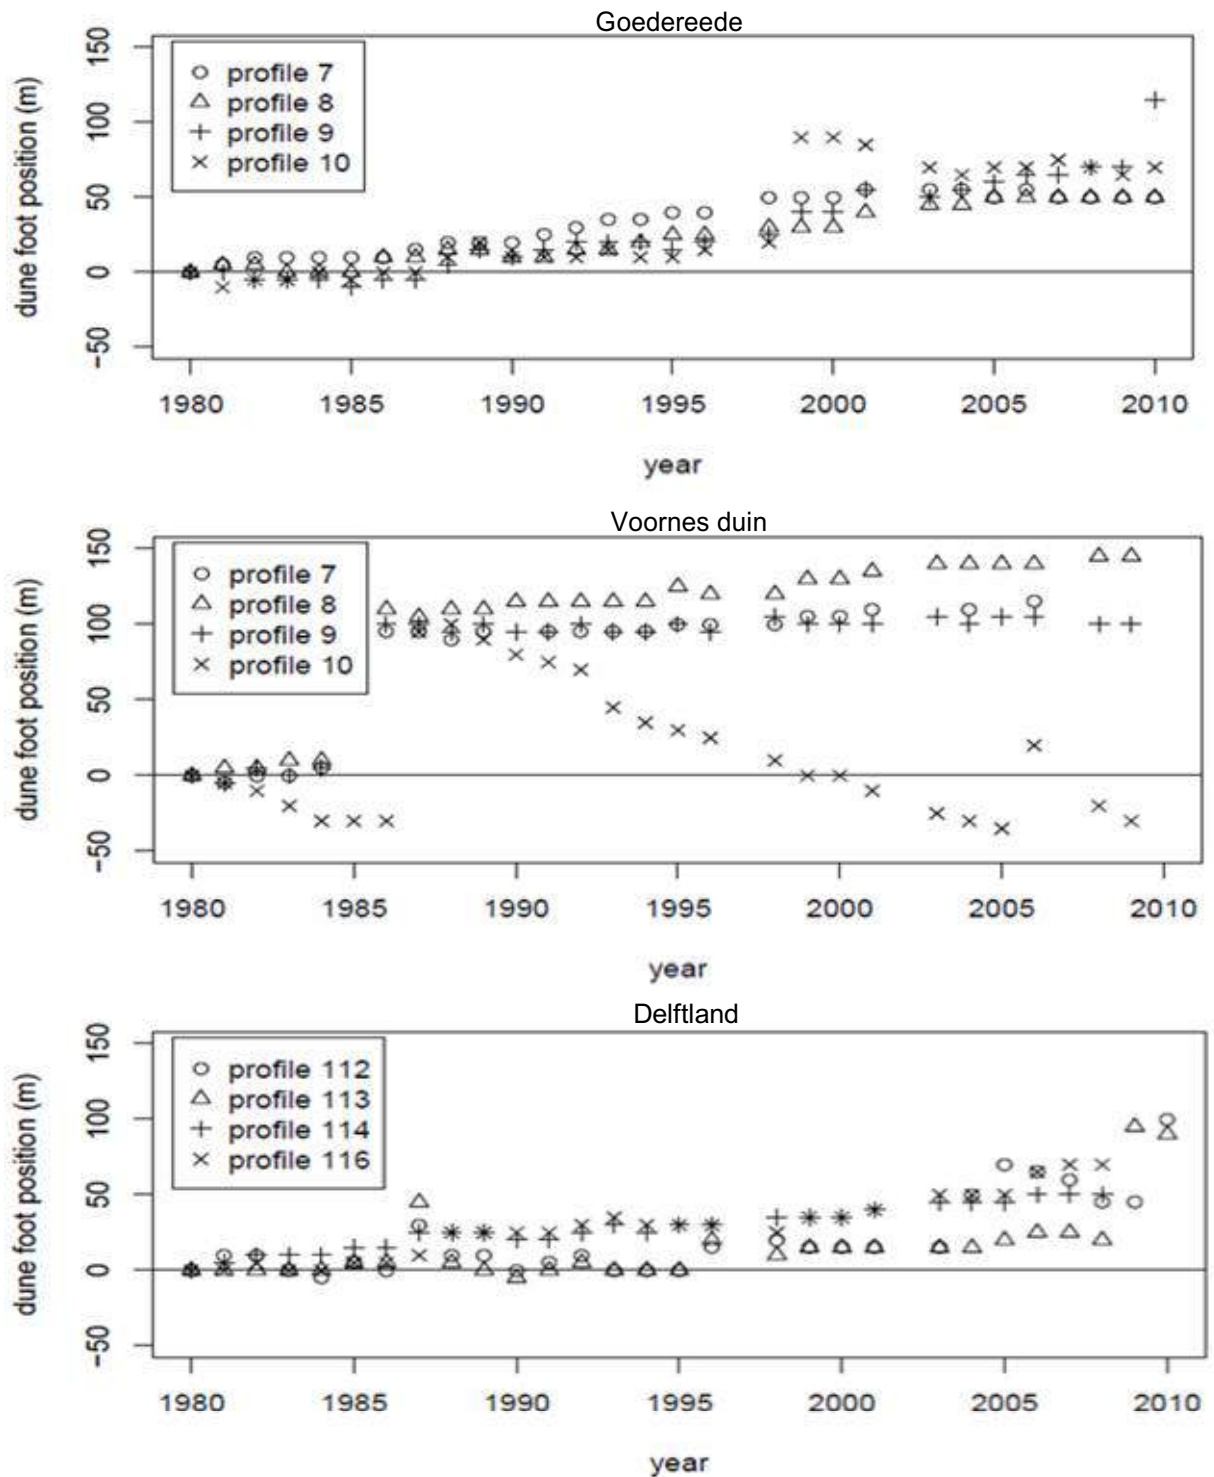 Goedereede
dune foot position (m)
150
100
50
0
−50
profile 7
profile 8
profile 9
profile 10
1980 1985 1990 1995 2000 2005 2010
year
Voornes duin
dune foot position (m)
150
100
50
0
−50
profile 7
profile 8
profile 9
profile 10
1980 1985 1990 1995 2000 2005 2010
year
Delftland
dune foot position (m)
150
100
50
0
−50
profile 112
profile 113
profile 114
profile 116
1980 1985 1990 1995 2000 2005 2010
year